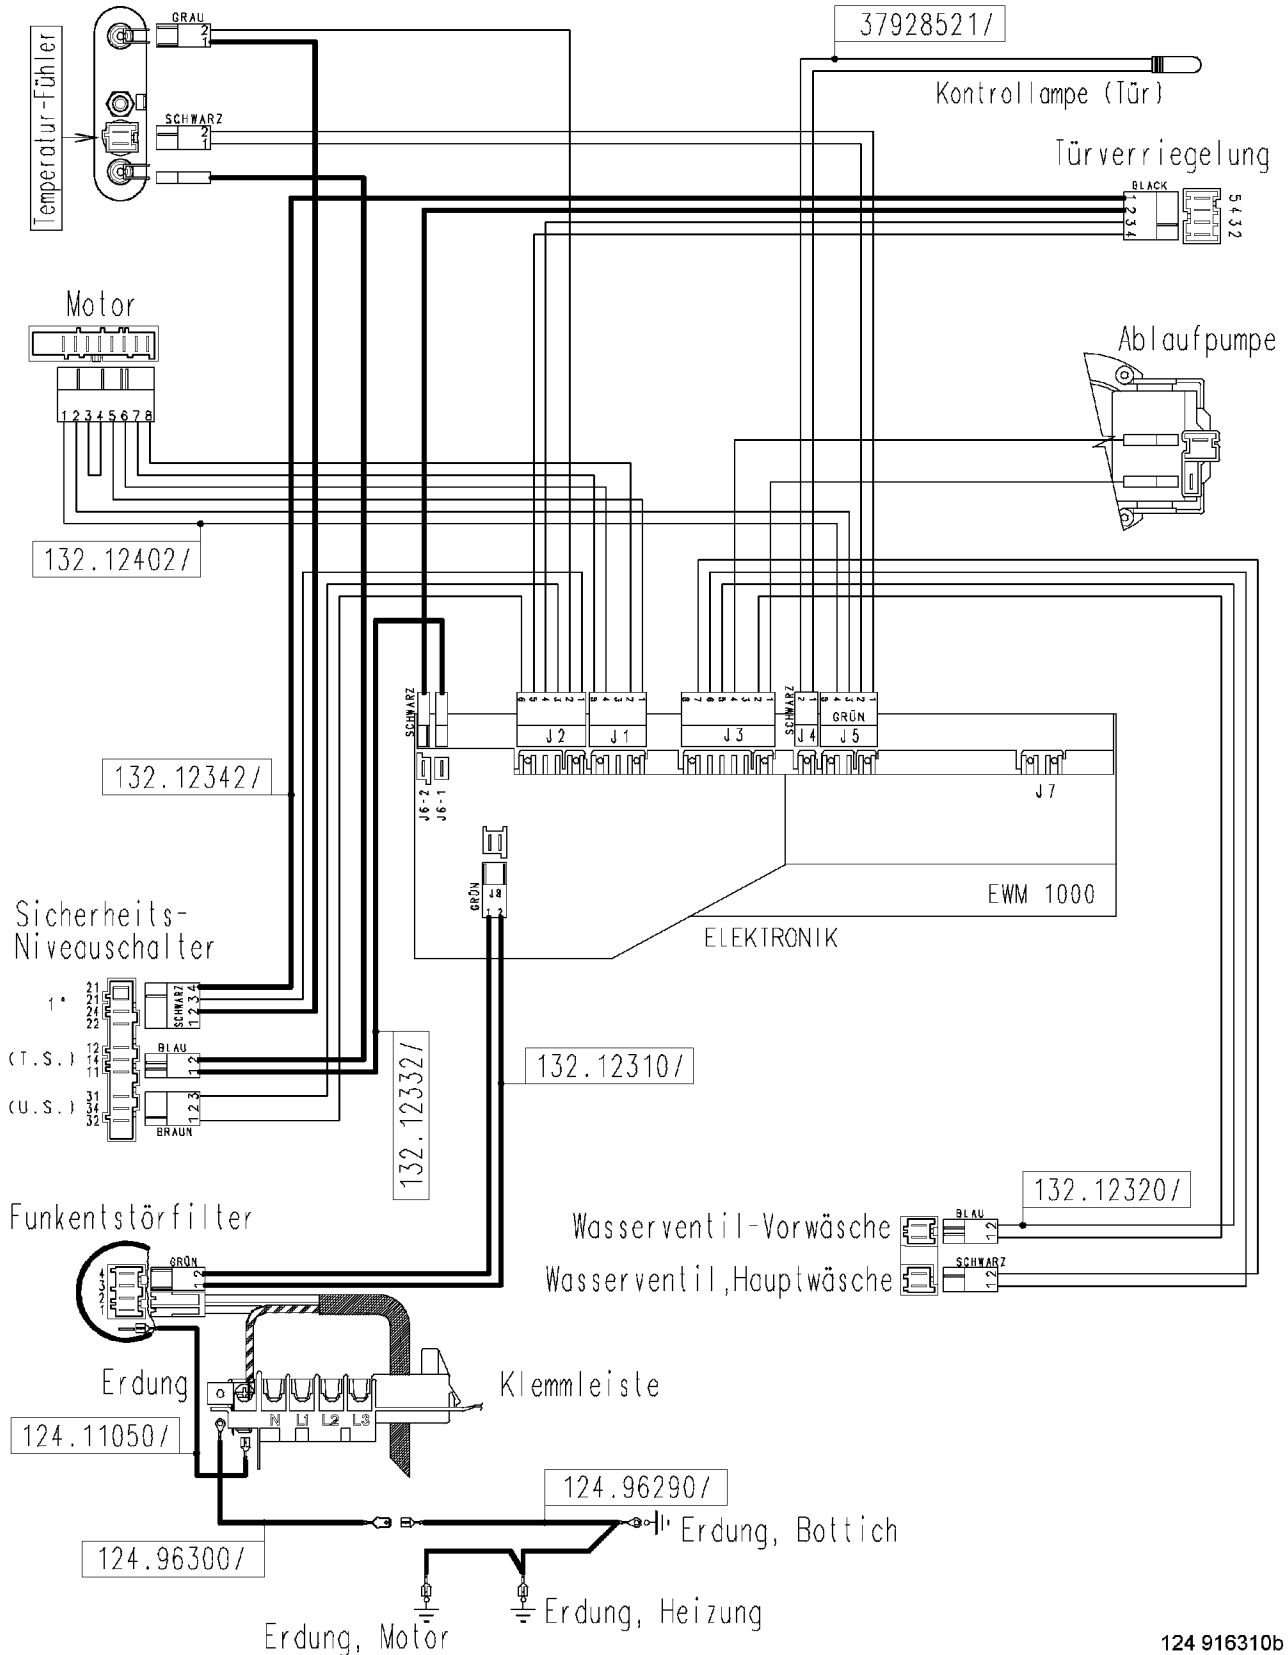 GRAU
2
1
Temperatur-Fühler
SCHWARZ
2
1
37928521/
Kontrollampe (Tür)
Türverriegelung
BLACK
1
2
3
4
5 4 3 2
Motor
1 2 3 4 5 6 7 8
Ablaufpumpe
132.12402/
SCHWARZ
6 5 4 3 2 1
J2
5 4 3 2 1
J1
8 7 6 5 4 3 2 1
J3
SCHWARZ
2 1
J4
5 4 3 2 1
GRÜN
J5
J6-2
J6-1
J7
132.12342/
GRÜN
J8
1 2
EWM 1000
ELEKTRONIK
Sicherheits-
Niveauschalter
1°
21
21
24
22
SCHWARZ
1 2 3 4
(T.S.)
12
14
11
BLAU
1 2
(U.S.)
31
34
32
1 2 3
BRAUN
132.12332/
132.12310/
132.12320/
Funkentstörfilter
GRÜN
4
3
2
1
1 2
Wasserventil-Vorwäsche
BLAU
1 2
Wasserventil,Hauptwäsche
SCHWARZ
1 2
Erdung
N L1 L2 L3
Klemmleiste
124.11050/
124.96290/
Erdung, Bottich
124.96300/
Erdung, Heizung
Erdung, Motor
124 916310b